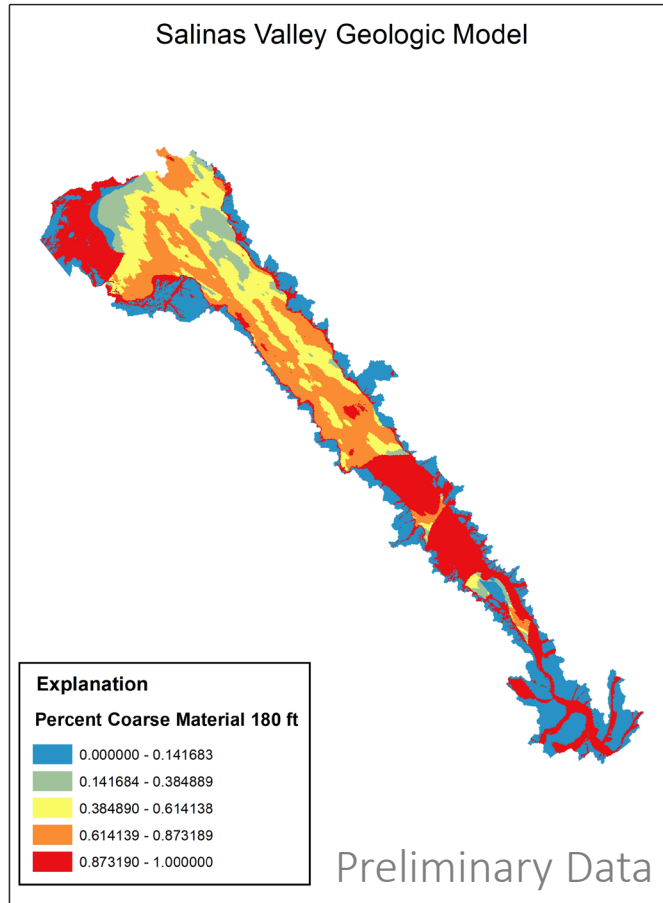 Salinas Valley Geologic Model
Explanation
Percent Coarse Material 180 ft
0.000000 - 0.141683
0.141684 - 0.384889
0.384890 - 0.614138
0.614139 - 0.873189
0.873190 - 1.000000
Preliminary Data